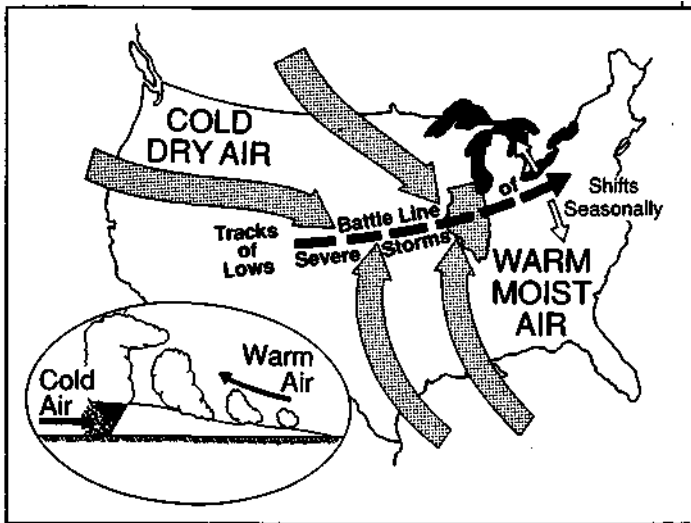 COLD
DRY AIR
Battle Line of
Tracks
of
Lows
Severe Storms
Shifts
Seasonally
WARM
MOIST
AIR
Cold
Air
Warm
Air